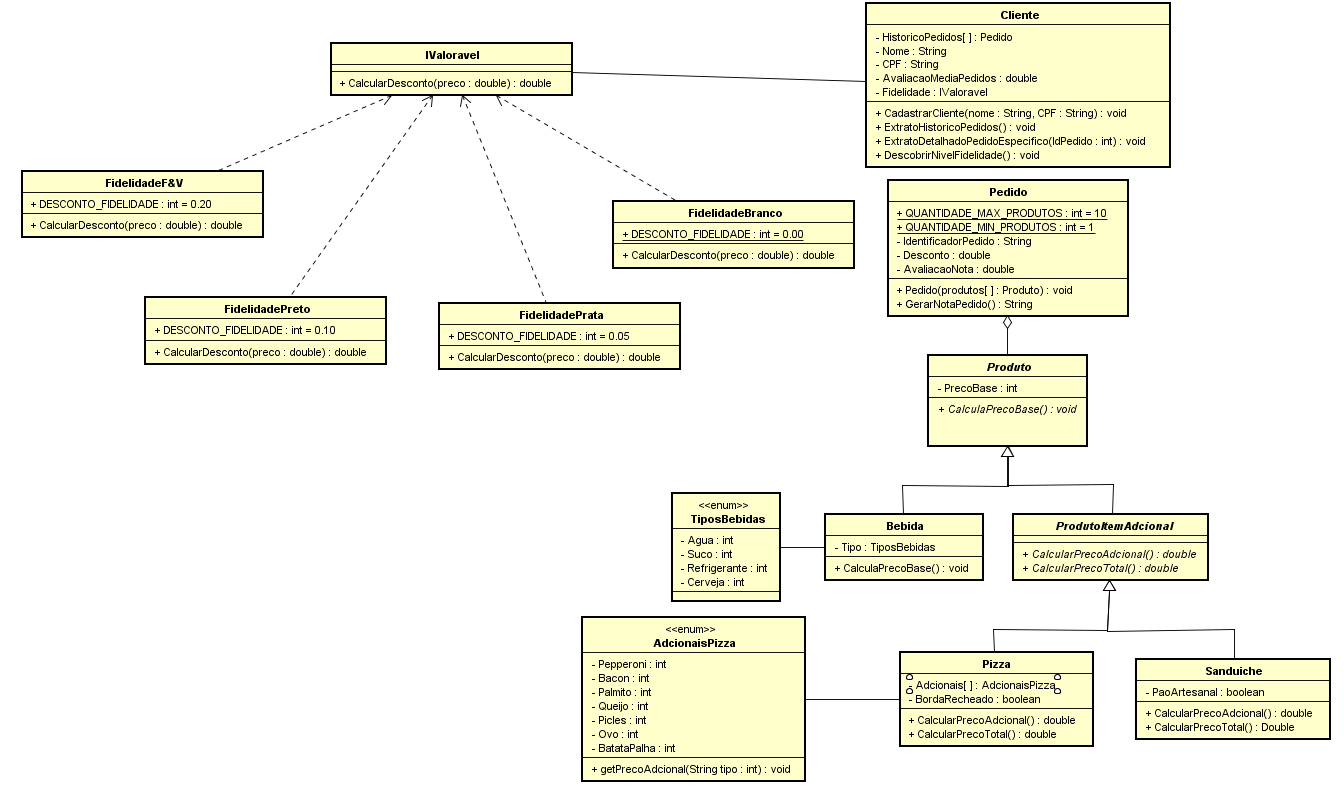 IValoravel
+ CalcularDesconto(preco : double) : double
Cliente
- HistoricoPedidos[ ] : Pedido
- Nome : String
- CPF : String
- AvaliacaoMediaPedidos : double
- Fidelidade : IValoravel
+ CadastrarCliente(nome : String, CPF : String) : void
+ ExtratoHistoricoPedidos() : void
+ ExtratoDetalhadoPedidoEspecifico(IdPedido : int) : void
+ DescobrirNivelFidelidade() : void
FidelidadeF&V
+ DESCONTO_FIDELIDADE : int = 0.20
+ CalcularDesconto(preco : double) : double
FidelidadeBranco
+ DESCONTO_FIDELIDADE : int = 0.00
+ CalcularDesconto(preco : double) : double
Pedido
+ QUANTIDADE_MAX_PRODUTOS : int = 10
+ QUANTIDADE_MIN_PRODUTOS : int = 1
- IdentificadorPedido : String
- Desconto : double
- AvaliacaoNota : double
+ Pedido(produtos[ ] : Produto) : void
+ GerarNotaPedido() : String
FidelidadePreto
+ DESCONTO_FIDELIDADE : int = 0.10
+ CalcularDesconto(preco : double) : double
FidelidadePrata
+ DESCONTO_FIDELIDADE : int = 0.05
+ CalcularDesconto(preco : double) : double
Produto
- PrecoBase : int
+ CalculaPrecoBase() : void
<<enum>>
TiposBebidas
- Agua : int
- Suco : int
- Refrigerante : int
- Cerveja : int
Bebida
- Tipo : TiposBebidas
+ CalculaPrecoBase() : void
ProdutoItemAdcional
+ CalcularPrecoAdcional() : double
+ CalcularPrecoTotal() : double
<<enum>>
AdcionaisPizza
- Pepperoni : int
- Bacon : int
- Palmito : int
- Queijo : int
- Picles : int
- Ovo : int
- BatataPalha : int
+ getPrecoAdcional(String tipo : int) : void
Pizza
- Adcionais[ ] : AdcionaisPizza
- BordaRecheado : boolean
+ CalcularPrecoAdcional() : double
+ CalcularPrecoTotal() : double
Sanduiche
- PaoArtesanal : boolean
+ CalcularPrecoAdcional() : double
+ CalcularPrecoTotal() : Double